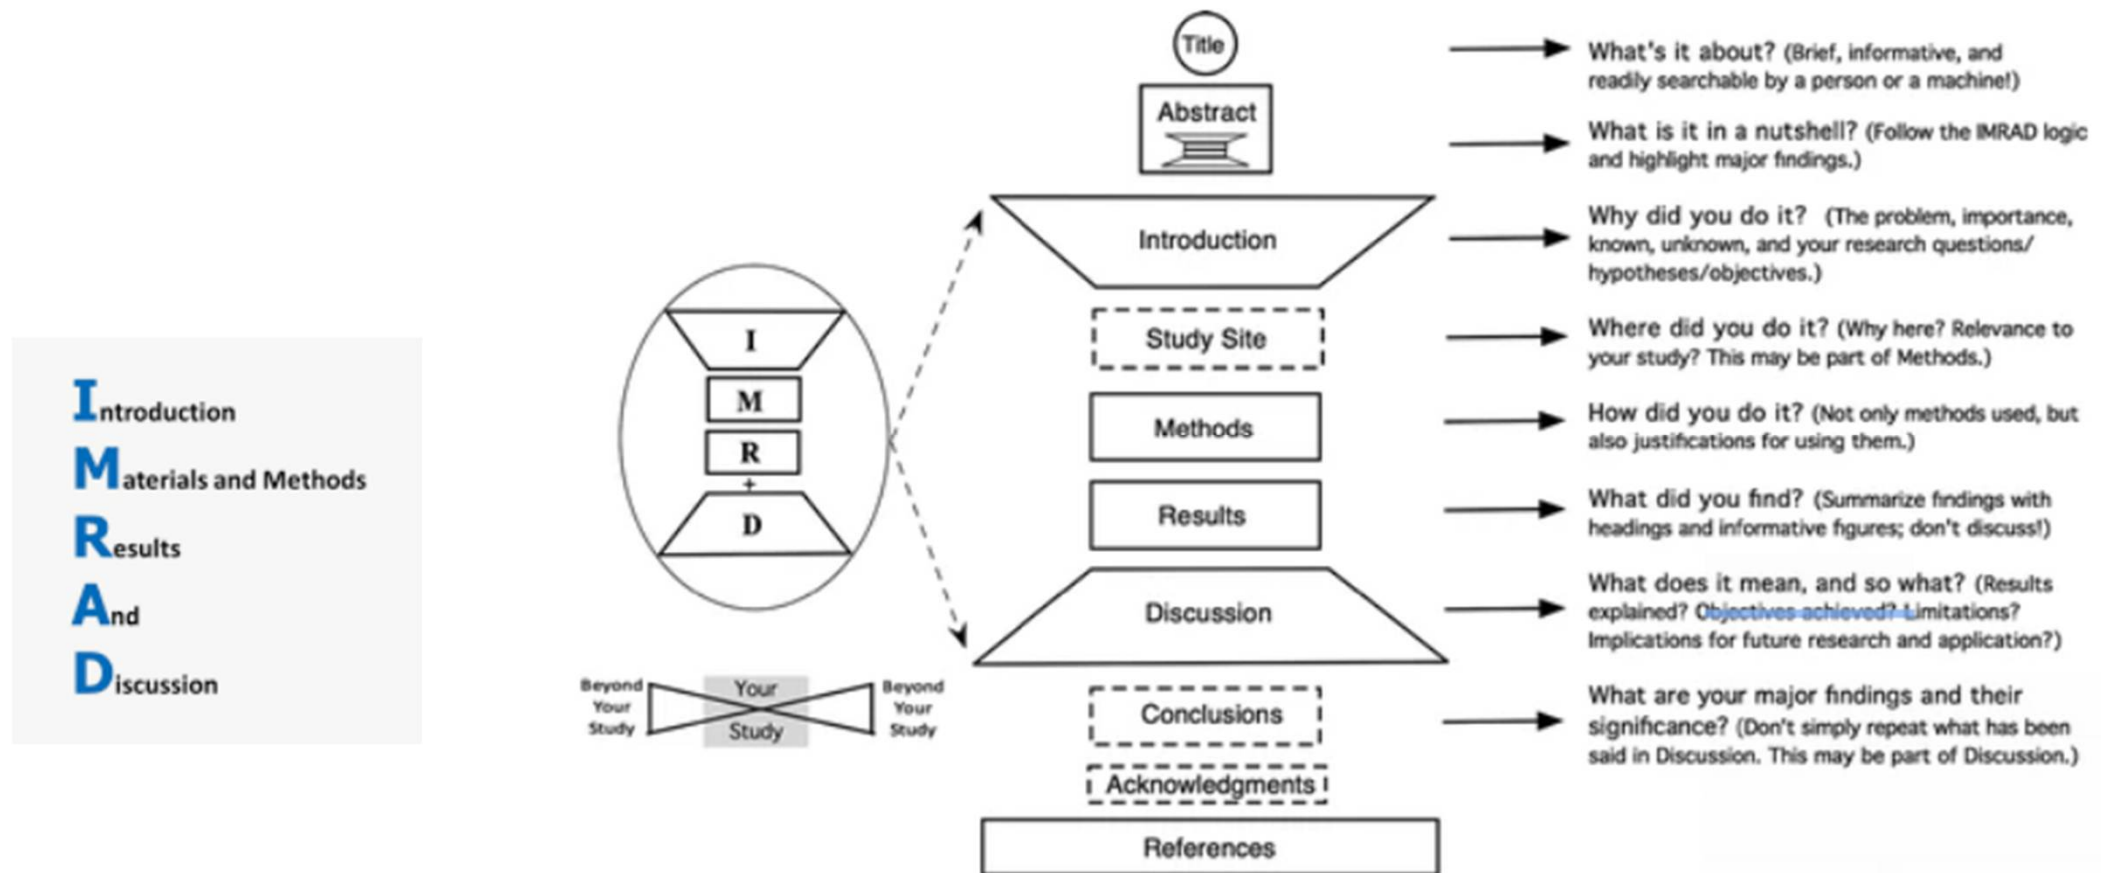 Introduction
Materials and Methods
Results
And
Discussion
I
M
R
+
D
Beyond
Your
Study
Your
Study
Beyond
Your
Study
Title
Abstract
Introduction
Study Site
Methods
Results
Discussion
Conclusions
Acknowledgments
References
What's it about? (Brief, informative, and
readily searchable by a person or a machine!)
What is it in a nutshell? (Follow the IMRAD logic
and highlight major findings.)
Why did you do it? (The problem, importance,
known, unknown, and your research questions/
hypotheses/objectives.)
Where did you do it? (Why here? Relevance to
your study? This may be part of Methods.)
How did you do it? (Not only methods used, but
also justifications for using them.)
What did you find? (Summarize findings with
headings and informative figures; don't discuss!)
What does it mean, and so what? (Results
explained? Objectives achieved? Limitations?
Implications for future research and application?)
What are your major findings and their
significance? (Don't simply repeat what has been
said in Discussion. This may be part of Discussion.)